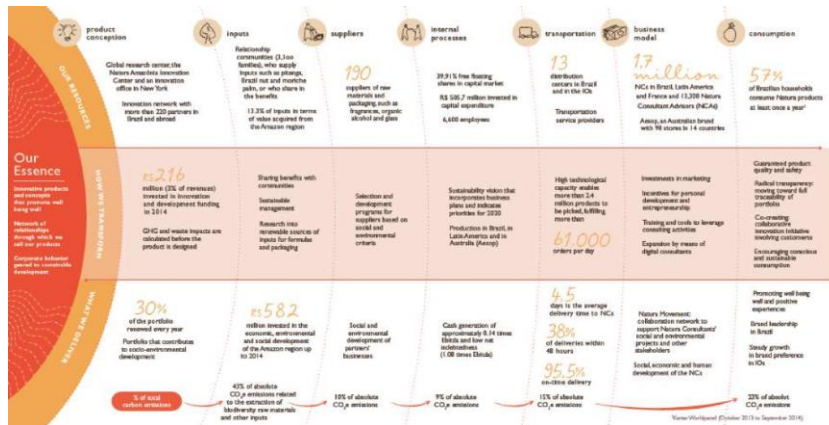 product
conception
inputs
suppliers
internal
processes
transportation
business
model
consumption
OUR RESOURCES
Global research center, the
Natura Amazônia Innovation
Center and an innovation
office in New York
Innovation network with
more than 220 partners in
Brazil and abroad
Relationship
communities
families), who supply
inputs such as pitanga,
Brazil nut and moriche
palm, or who share in
the benefits
13.3% of inputs in terms
of value acquired from
the Amazon region
190
suppliers of raw
materials and
packaging, such as
fragrances, organic
alcohol and glass
39.91% free floating
shares in capital market
R$ 505.7 million invested in
capital expenditure
6,600 employees
13
distribution
centers in Brazil
and in the IOs
Transportation
service providers
1.7
million
NCs in Brazil, Latin America
and France and 13,300 Natura
Consultant Advisors (NCAs)
Aesop, an Australian brand
with 98 stores in 14 countries
57%
of Brazilian households
consume Natura products
at least once a year
Our
Essence
Innovative products
and concepts
that promote well
being well
Network of
relationships
through which we
sell our products
Corporate behavior
geared to sustainable
development
HOW WE TRANSFORM
R$216
million (3% of revenues)
invested in innovation
and development funding
in 2014
GHG and waste impacts are
calculated before the
product is designed
Sharing benefits with
communities
Sustainable
management
Research into
renewable sources of
inputs for formulas
and packaging
Selection and
development
programs for
suppliers based on
social and
environmental
criteria
Sustainability vision that
incorporates business
plans and indicates
priorities for 2020
Production in Brazil, in
Latin America and in
Australia (Aesop)
High technological
capacity enables
more than 2.4
million products to
be picked, fulfilling
more than
61,000
orders per day
Investments in marketing
Incentives for personal
development and
entrepreneurship
Training and tools to leverage
consulting activities
Expansion by means of
digital consultants
Guaranteed product
quality and safety
Radical transparency:
moving toward full
traceability of
portfolio
Co-creating:
collaborative
innovation initiative
involving customers
Encouraging conscious
and sustainable
consumption
WHAT WE DELIVER
30%
of the portfolio
renewed every year
Portfolio that contributes
to socio-environmental
development
R$582
million invested in the
economic, environmental
and social development
of the Amazon region up
to 2014
Social and
environmental
development of
partners'
businesses
Cash generation of
approximately 0.14 times
Ebitda and low net
indebtedness
(1.08 times Ebitda)
4.5
days is the average
delivery time to NCs
38%
of deliveries within
48 hours
95.5%
on-time delivery
Natura Movement:
collaboration network to
support Natura Consultants'
social and environmental
projects and other
stakeholders
Social, economic and human
development of the NCs
Promoting well being
well and positive
experiences
Brand leadership
in Brazil
Steady growth
in brand preference
in IOs
% of total
carbon emissions
43% of absolute
CO₂e emissions related
to the extraction of
biodiversity raw materials
and other inputs
10% of absolute
CO₂e emissions
9% of absolute
CO₂e emissions
15% of absolute
CO₂e emissions
23% of absolut
CO₂e emissions
Kantar Worldpanel (October 2013 to September 2014)